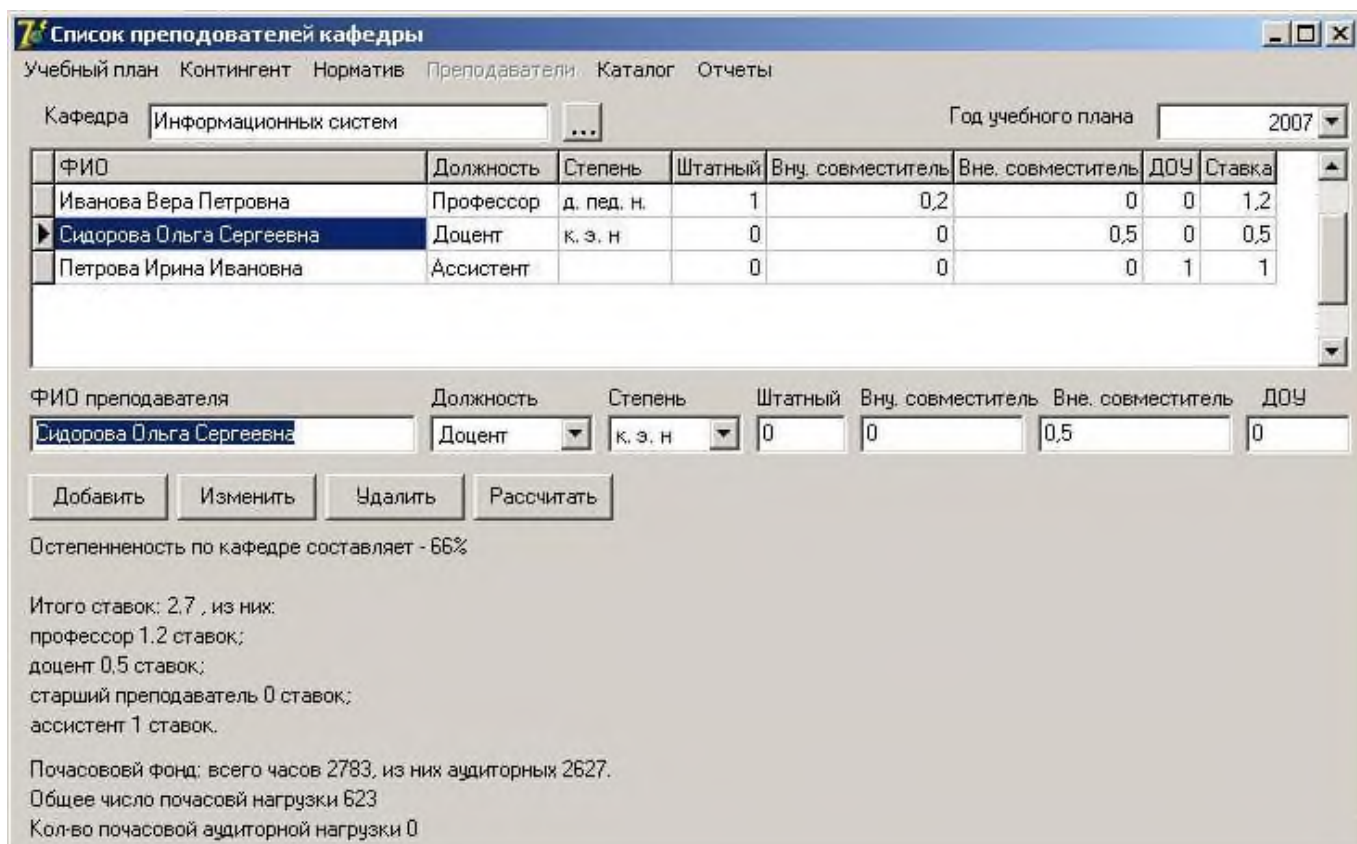 Список преподователей кафедры
Учебный план Контингент Норматив Преподаватели Каталог Отчеты
Кафедра Информационных систем ... Год учебного плана 2007
ФИО Должность Степень Штатный Вну. совместитель Вне. совместитель ДОУ Ставка
Иванова Вера Петровна Профессор д. пед. н. 1 0,2 0 0 1,2
Сидорова Ольга Сергеевна Доцент к. э. н 0 0 0,5 0 0,5
Петрова Ирина Ивановна Ассистент 0 0 0 1 1
ФИО преподавателя Должность Степень Штатный Вну. совместитель Вне. совместитель ДОУ
Сидорова Ольга Сергеевна Доцент к. э. н 0 0 0,5 0
Добавить Изменить Удалить Рассчитать
Остепенненость по кафедре составляет - 66%
Итого ставок: 2,7 , из них:
профессор 1.2 ставок;
доцент 0,5 ставок;
старший преподаватель 0 ставок;
ассистент 1 ставок.
Почасововй фонд: всего часов 2783, из них аудиторных 2627.
Общее число почасовй нагрузки 623
Кол-во почасовой аудиторной нагрузки 0